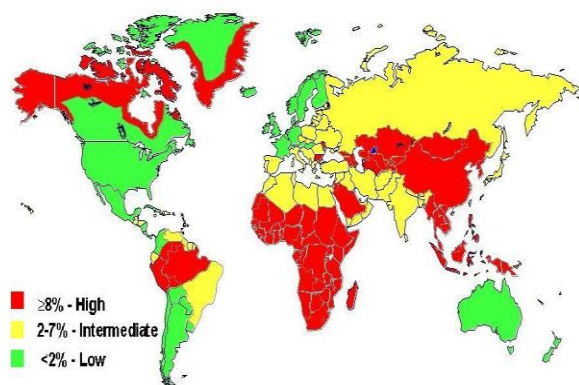 ≥8% - High
2-7% - Intermediate
<2% - Low